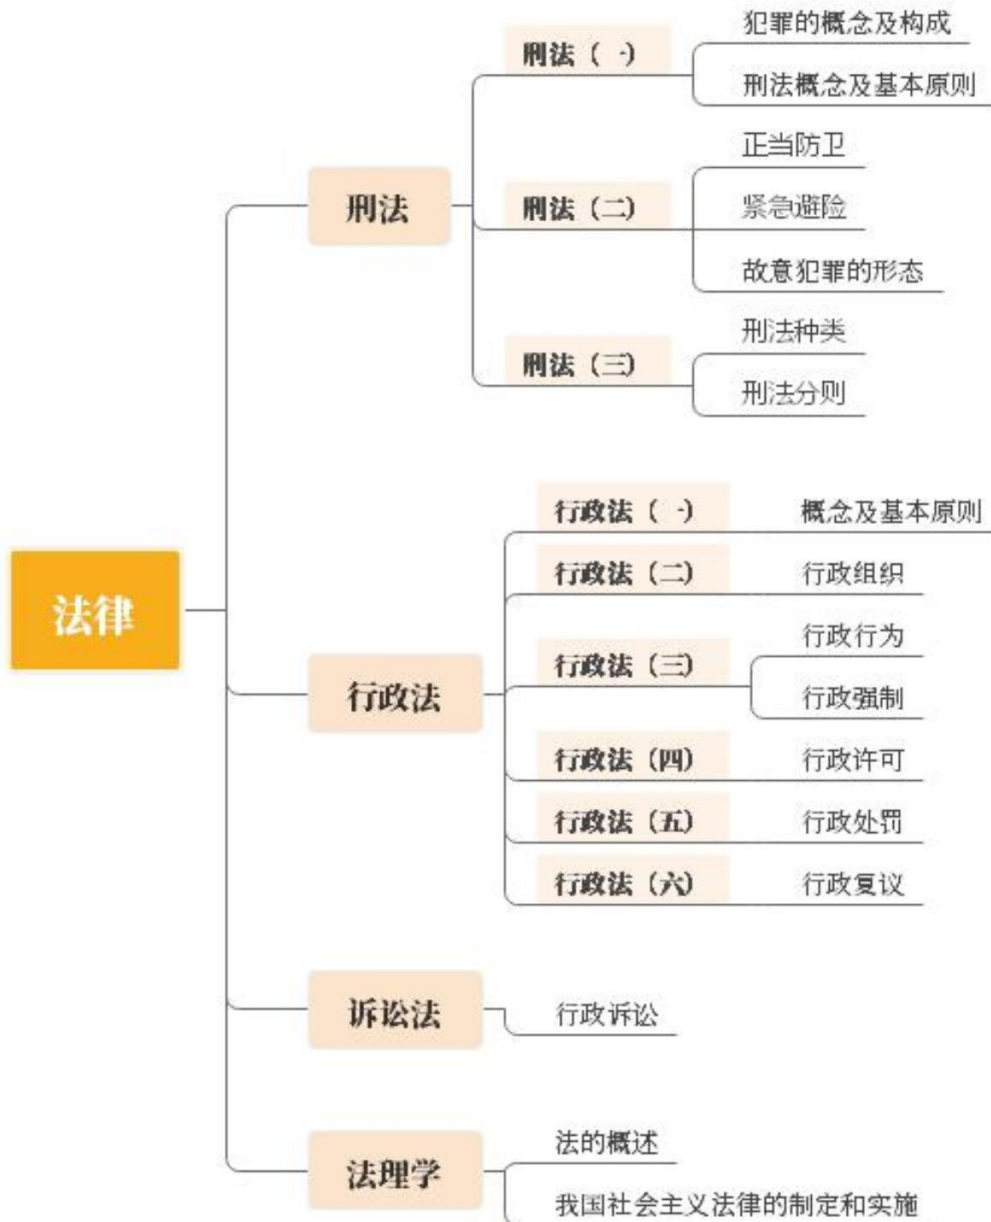 法律
刑法
刑法（一）
犯罪的概念及构成
刑法概念及基本原则
刑法（二）
正当防卫
紧急避险
故意犯罪的形态
刑法（三）
刑法种类
刑法分则
行政法
行政法（一）
概念及基本原则
行政法（二）
行政组织
行政法（三）
行政行为
行政强制
行政法（四）
行政许可
行政法（五）
行政处罚
行政法（六）
行政复议
诉讼法
行政诉讼
法理学
法的概述
我国社会主义法律的制定和实施